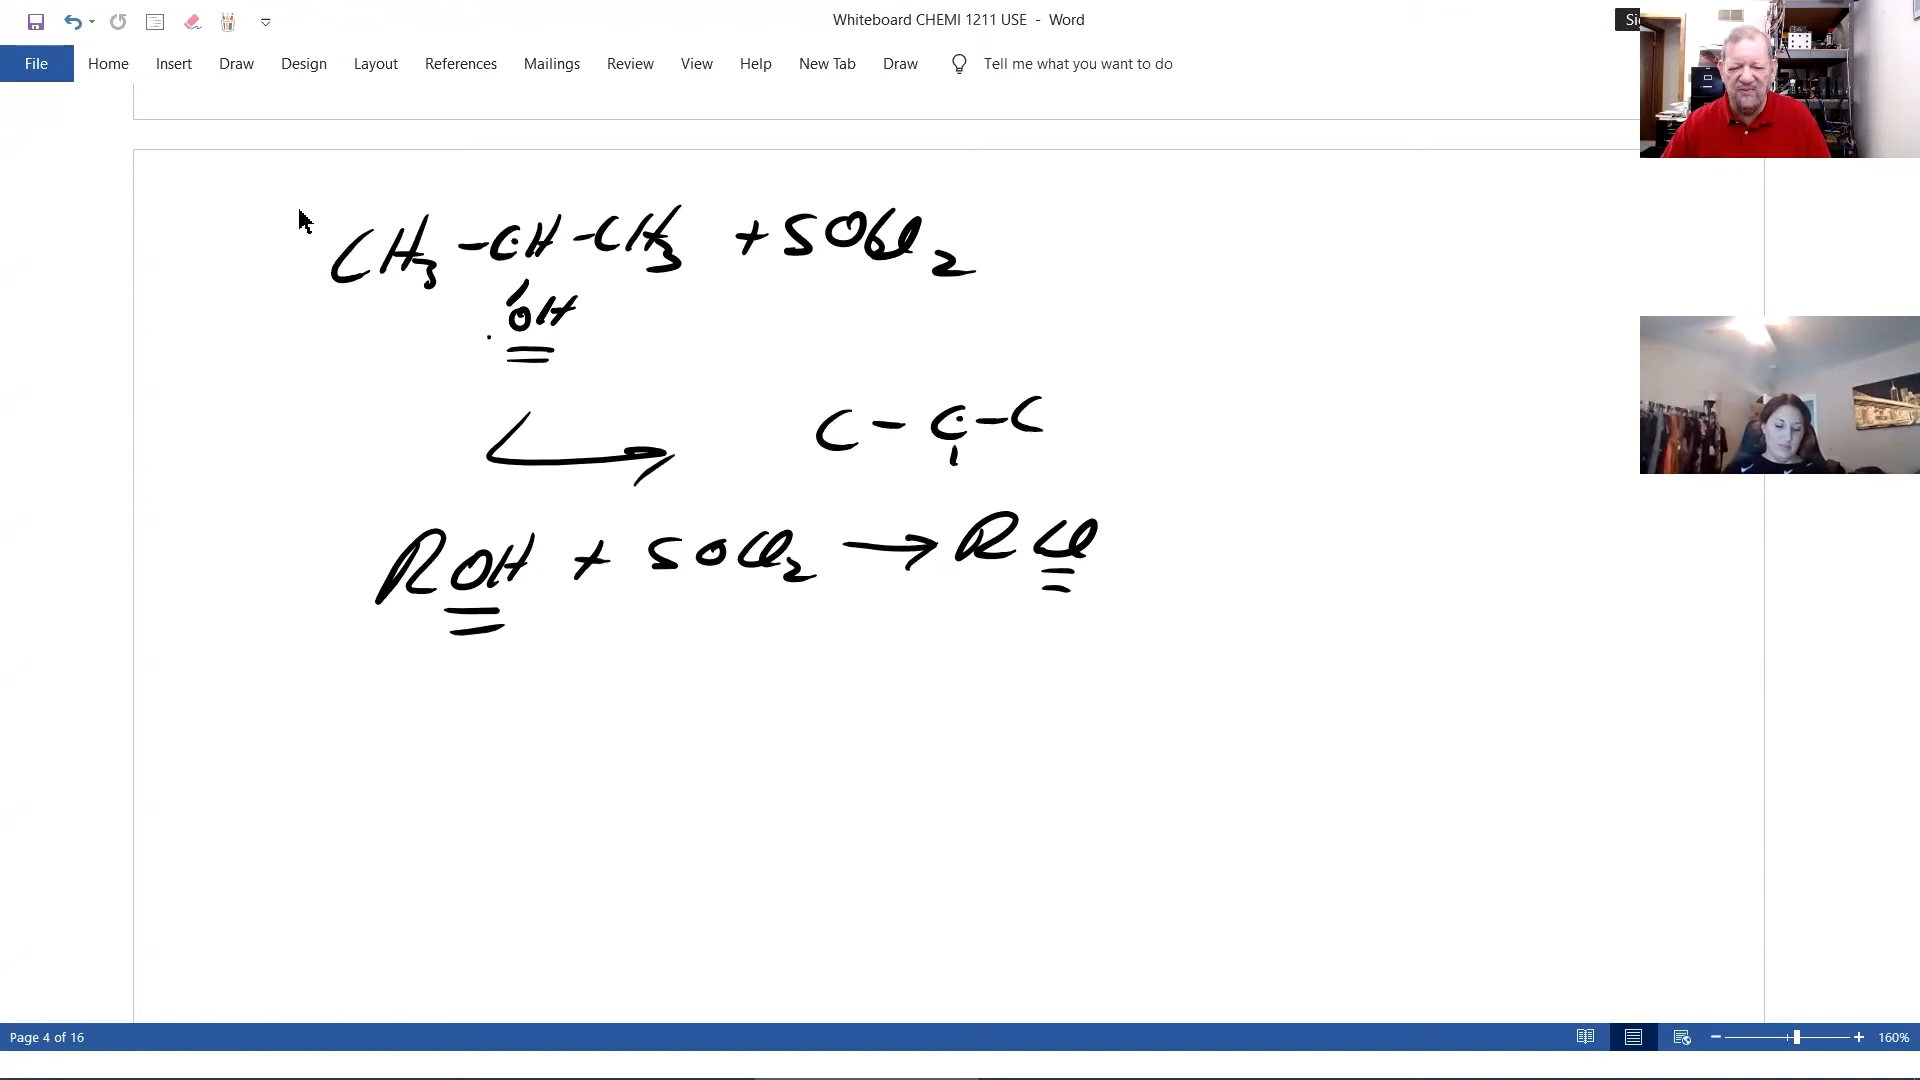 Whiteboard CHEMI 1211 USE - Word
Si
File Home Insert Draw Design Layout References Mailings Review View Help New Tab Draw Tell me what you want to do
CH3 - CH - CH3 + SOCl2
OH
C - C - C
ROH + SOCl2 → RCl
Page 4 of 16
160%